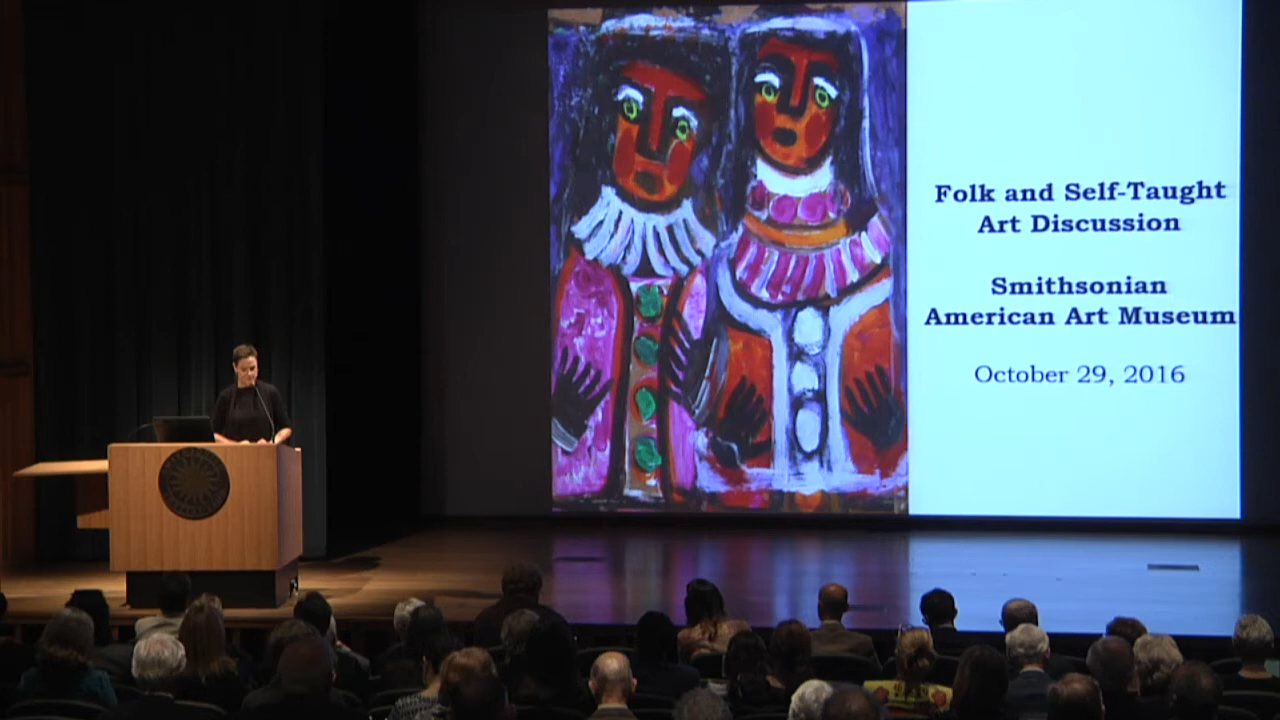 Folk and Self-Taught
Art Discussion
Smithsonian
American Art Museum
October 29, 2016